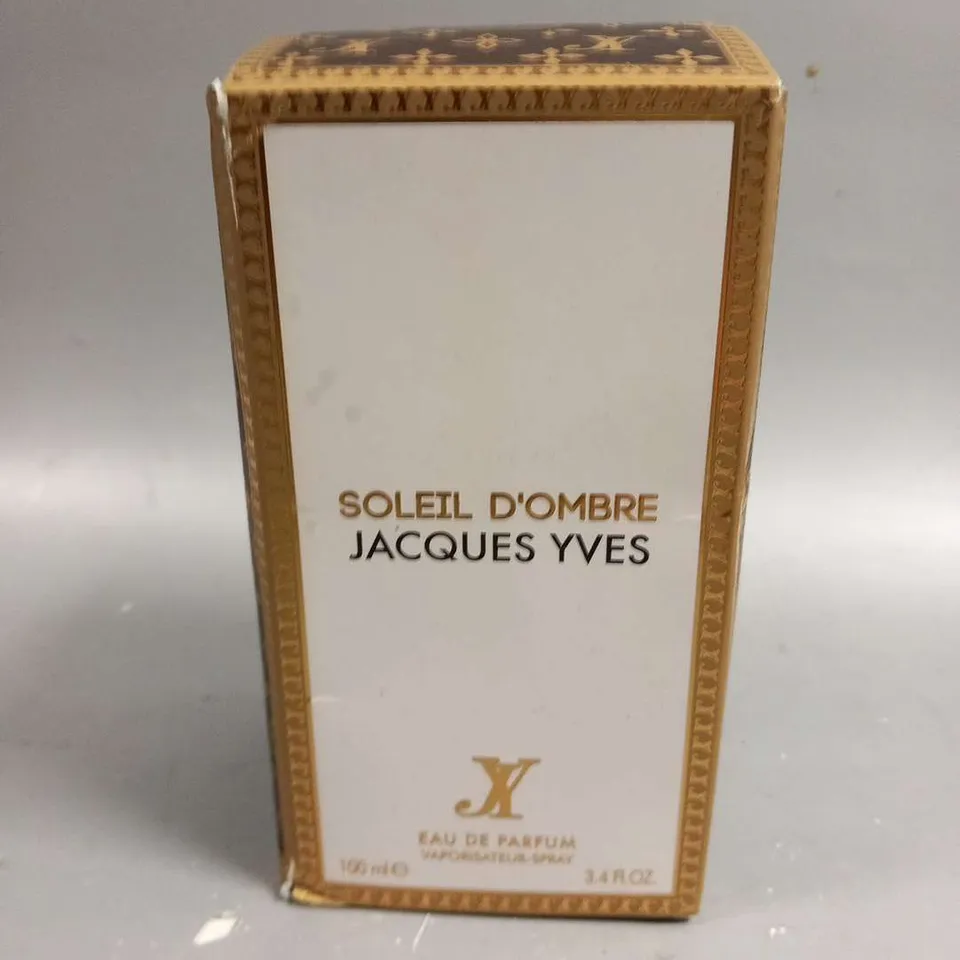 SOLEIL D'OMBRE
JACQUES YVES
JY
EAU DE PARFUM
VAPORISATEUR-SPRAY
100 ml ℮
3.4 FL.OZ.